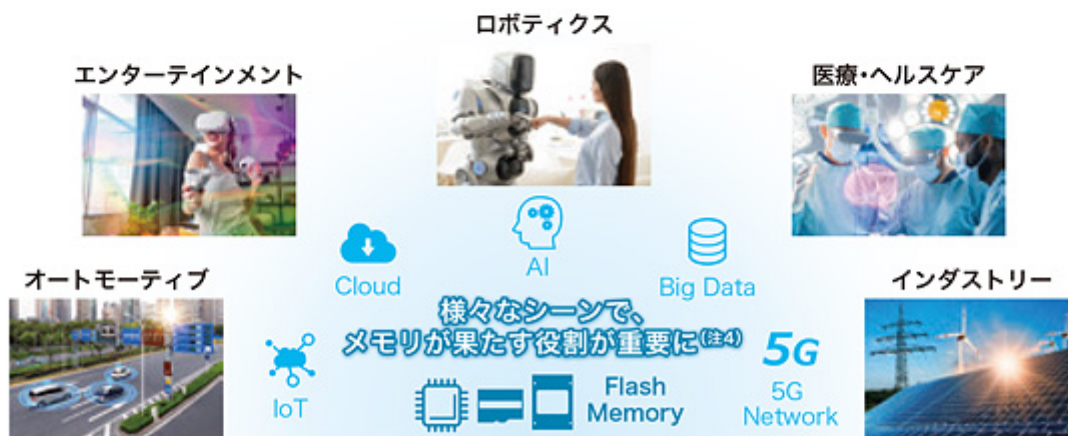 ロボティクス
エンターテインメント
医療・ヘルスケア
オートモーティブ
Cloud
AI
Big Data
インダストリー
様々なシーンで、
メモリが果たす役割が重要に(注4)
IoT
5G
5G
Network
Flash
Memory